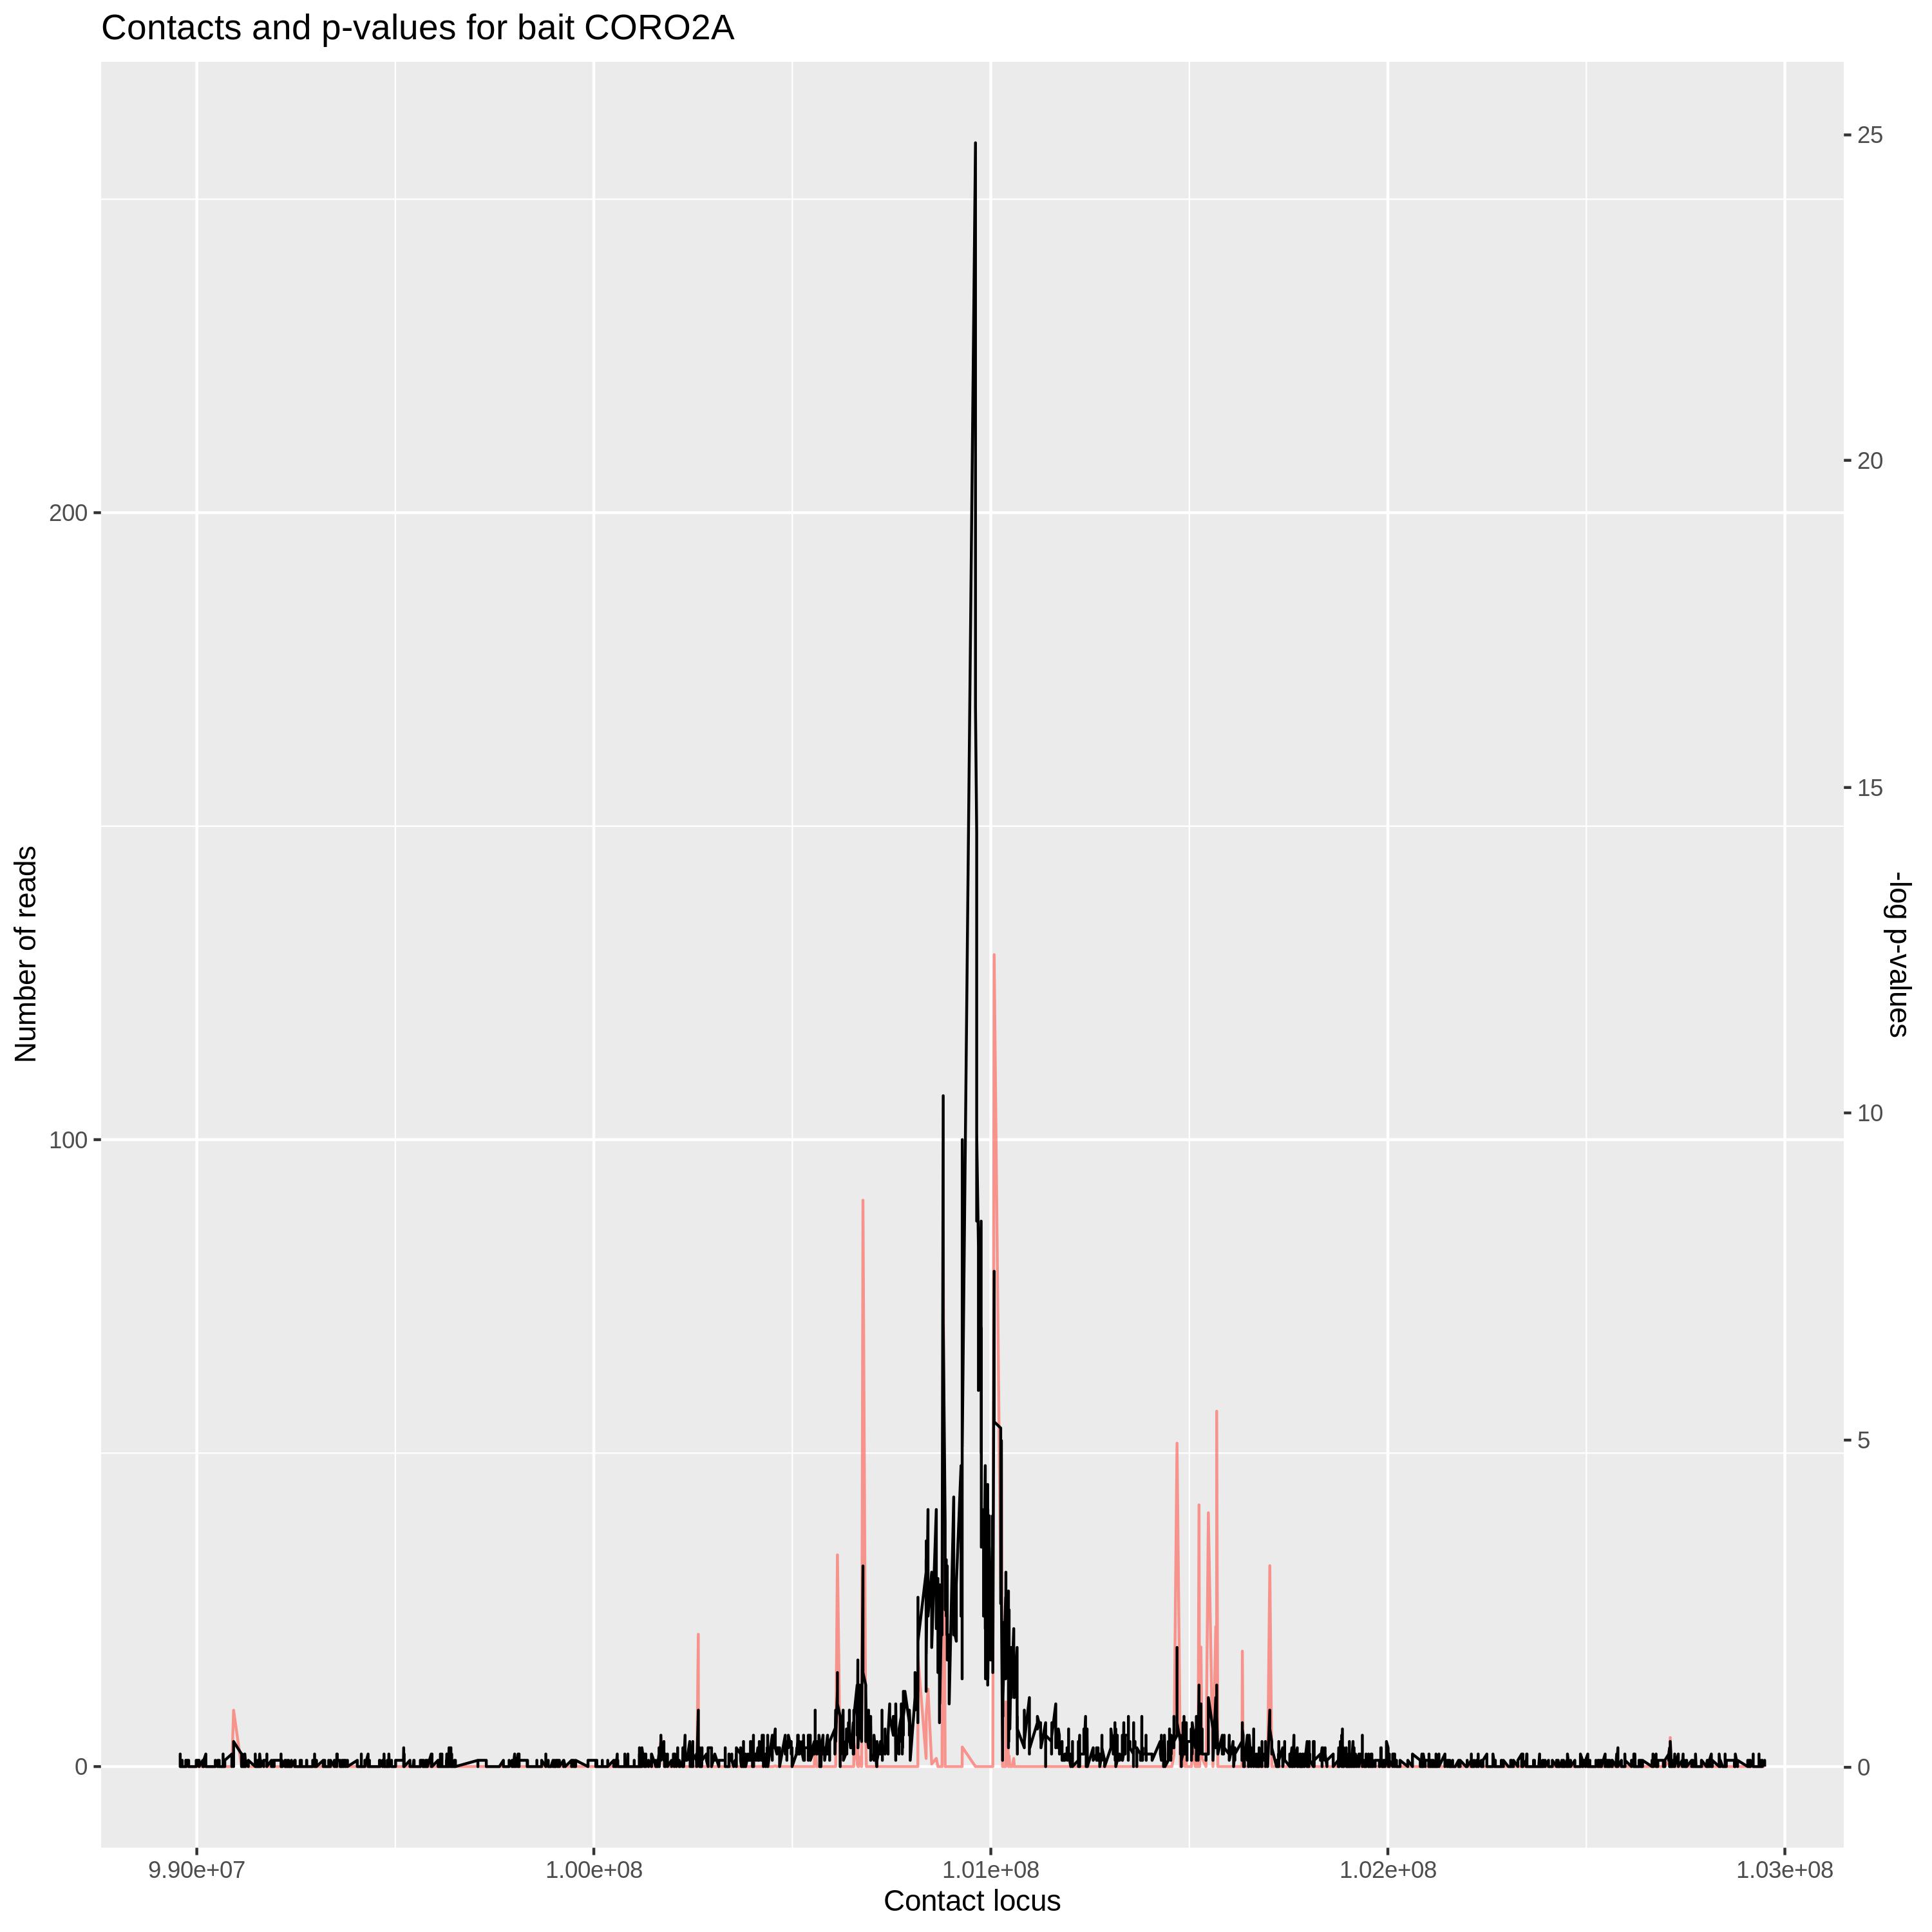 Contacts and p-values for bait CORO2A
25
20
200
15
Number of reads
-log p-values
10
100
5
0
0
9.90e+07
1.00e+08
1.01e+08
1.02e+08
1.03e+08
Contact locus